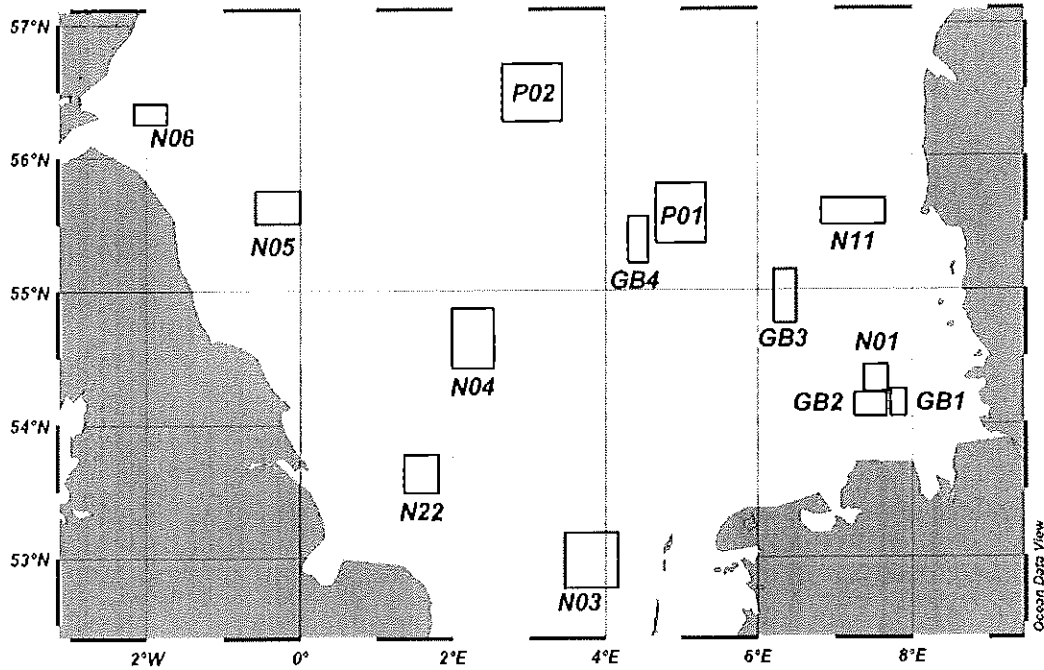 57°N
P02
N06
56°N
P01
N05
N11
GB4
55°N
GB3
N01
N04
GB2
GB1
54°N
N22
53°N
N03
2°W
0°
2°E
4°E
6°E
8°E
Ocean Data View